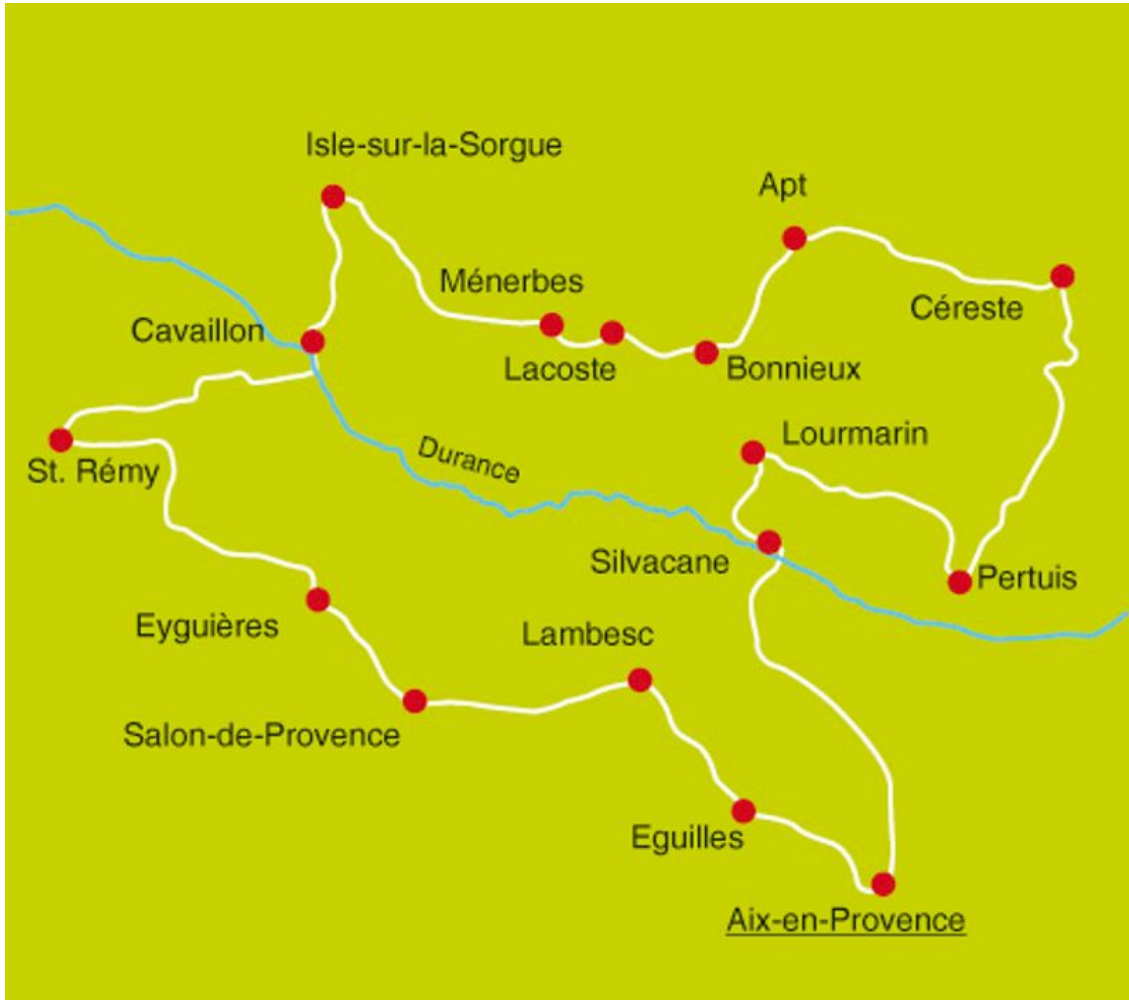 Isle-sur-la-Sorgue
Apt
Ménerbes
Céreste
Cavaillon
Lacoste
Bonnieux
Lourmarin
Durance
St. Rémy
Silvacane
Pertuis
Eyguières
Lambesc
Salon-de-Provence
Eguilles
Aix-en-Provence